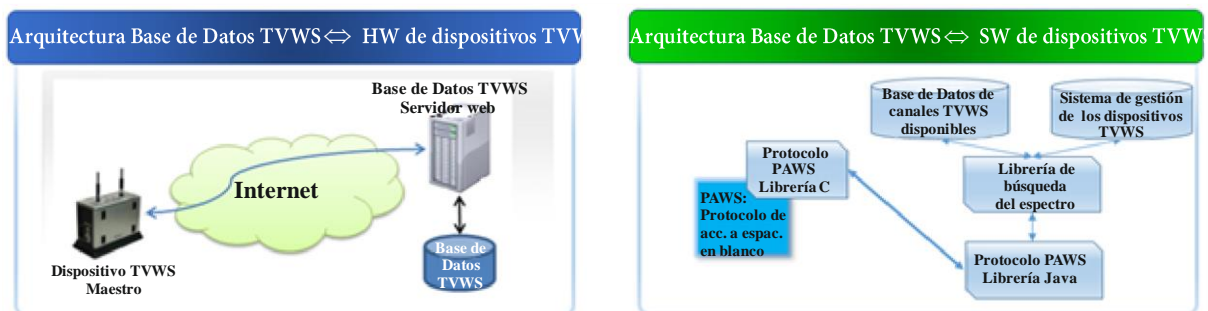 Arquitectura Base de Datos TVWS ⇔ HW de dispositivos TVW
Base de Datos TVWS
Servidor web
Internet
Dispositivo TVWS
Maestro
Base de
Datos
TVWS
Arquitectura Base de Datos TVWS ⇔ SW de dispositivos TVWS
Base de Datos de
canales TVWS
disponibles
Sistema de gestión
de los dispositivos
TVWS
Protocolo
PAWS
Librería C
PAWS:
Protocolo de
acc. a espac.
en blanco
Librería de
búsqueda
del espectro
Protocolo PAWS
Librería Java